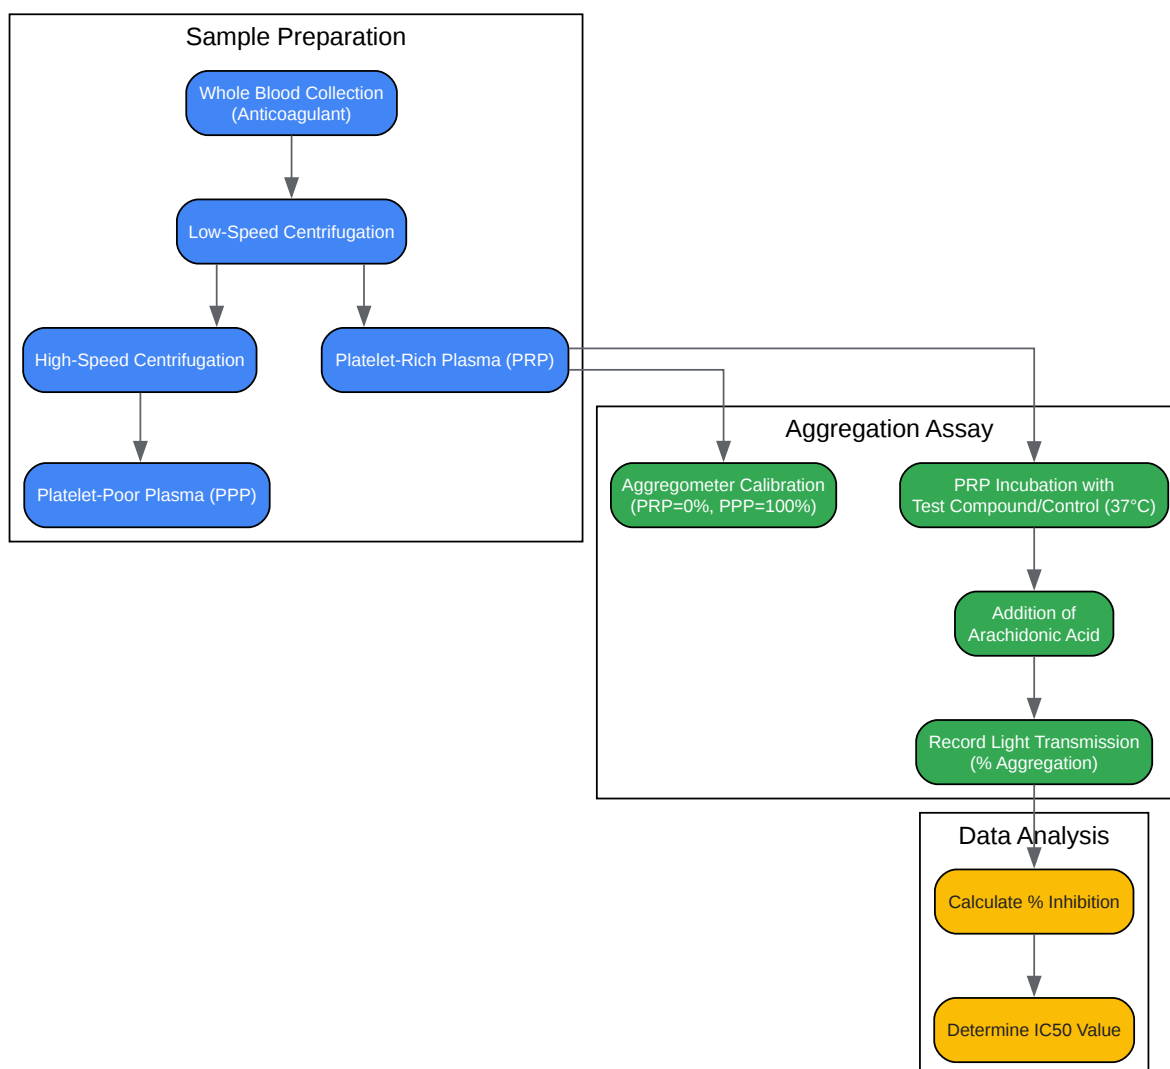 Sample Preparation
Whole Blood Collection
(Anticoagulant)
Low-Speed Centrifugation
High-Speed Centrifugation
Platelet-Rich Plasma (PRP)
Platelet-Poor Plasma (PPP)
Aggregation Assay
Aggregometer Calibration
(PRP=0%, PPP=100%)
PRP Incubation with
Test Compound/Control (37°C)
Addition of
Arachidonic Acid
Record Light Transmission
(% Aggregation)
Data Analysis
Calculate % Inhibition
Determine IC50 Value